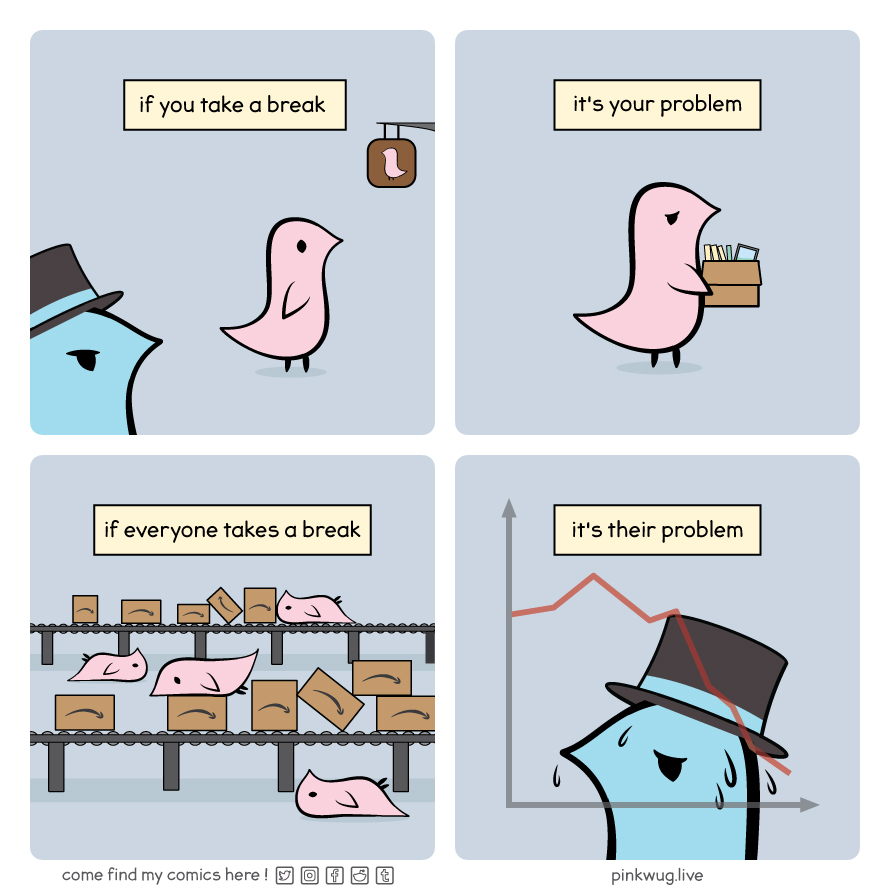 if you take a break
it's your problem
if everyone takes a break
it's their problem
come find my comics here !
pinkwug.live